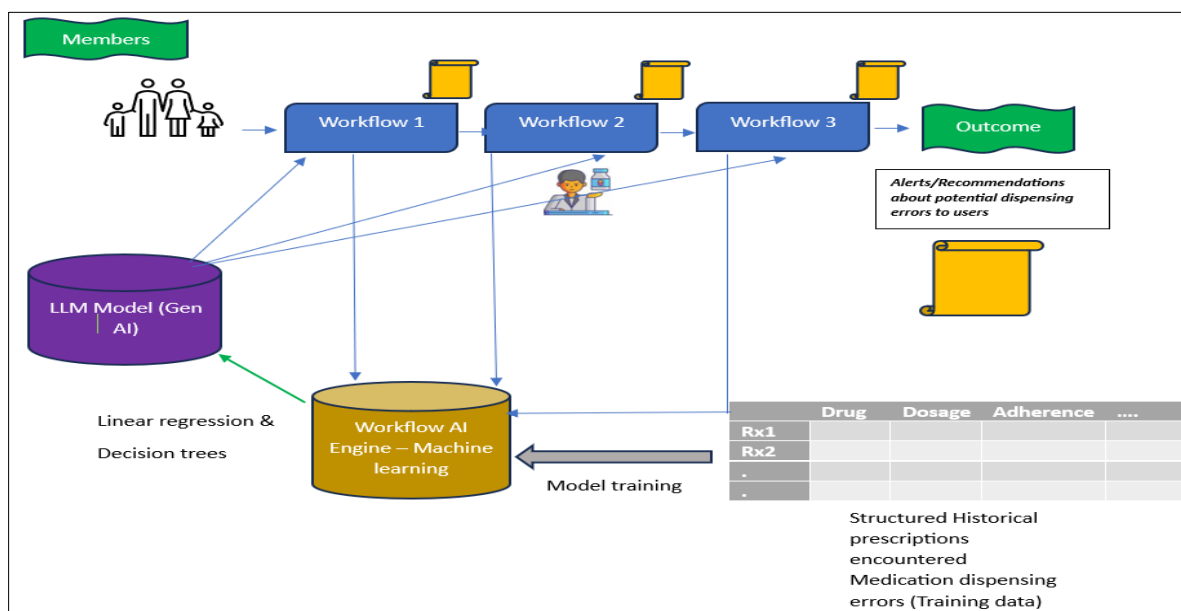 Members
Workflow 1
Workflow 2
Workflow 3
Outcome
Alerts/Recommendations
about potential dispensing
errors to users
LLM Model (Gen
AI)
Linear regression &
Decision trees
Workflow AI
Engine – Machine
learning
Model training
Drug Dosage Adherence ....
Rx1
Rx2
.
.
Structured Historical
prescriptions
encountered
Medication dispensing
errors (Training data)